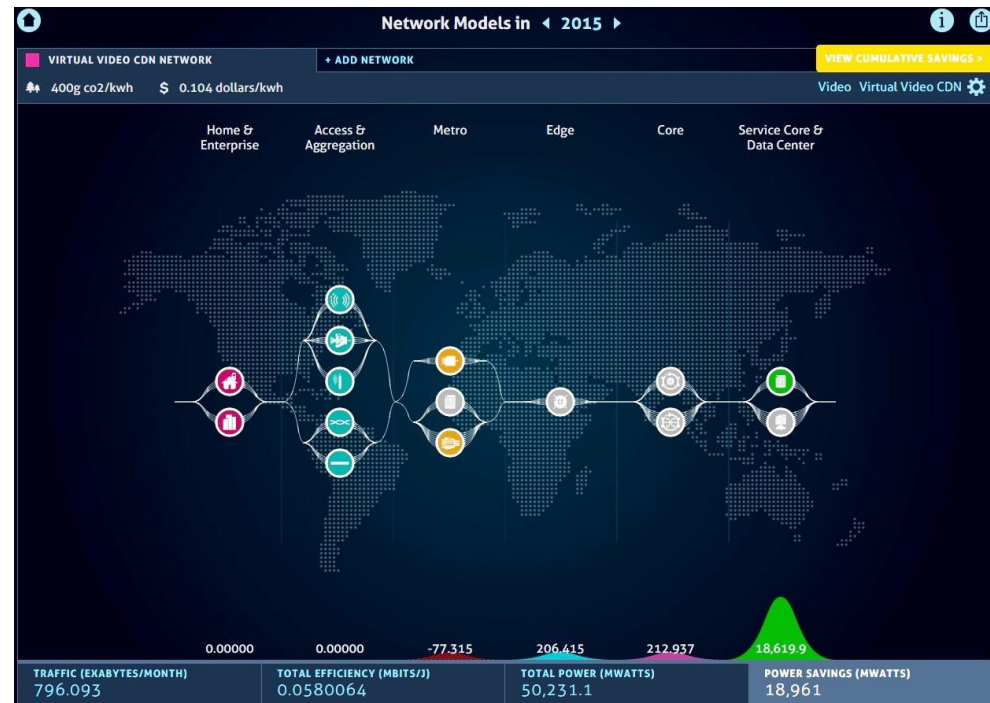 Network Models in 2015
i
VIRTUAL VIDEO CDN NETWORK
+ ADD NETWORK
VIEW CUMULATIVE SAVINGS >
400g co2/kwh
$ 0.104 dollars/kwh
Video Virtual Video CDN
Home &
Enterprise
Access &
Aggregation
Metro
Edge
Core
Service Core &
Data Center
0.00000
0.00000
-77.315
206.415
212.937
18,619.9
TRAFFIC (EXABYTES/MONTH)
796.093
TOTAL EFFICIENCY (MBITS/J)
0.0580064
TOTAL POWER (MWATTS)
50,231.1
POWER SAVINGS (MWATTS)
18,961